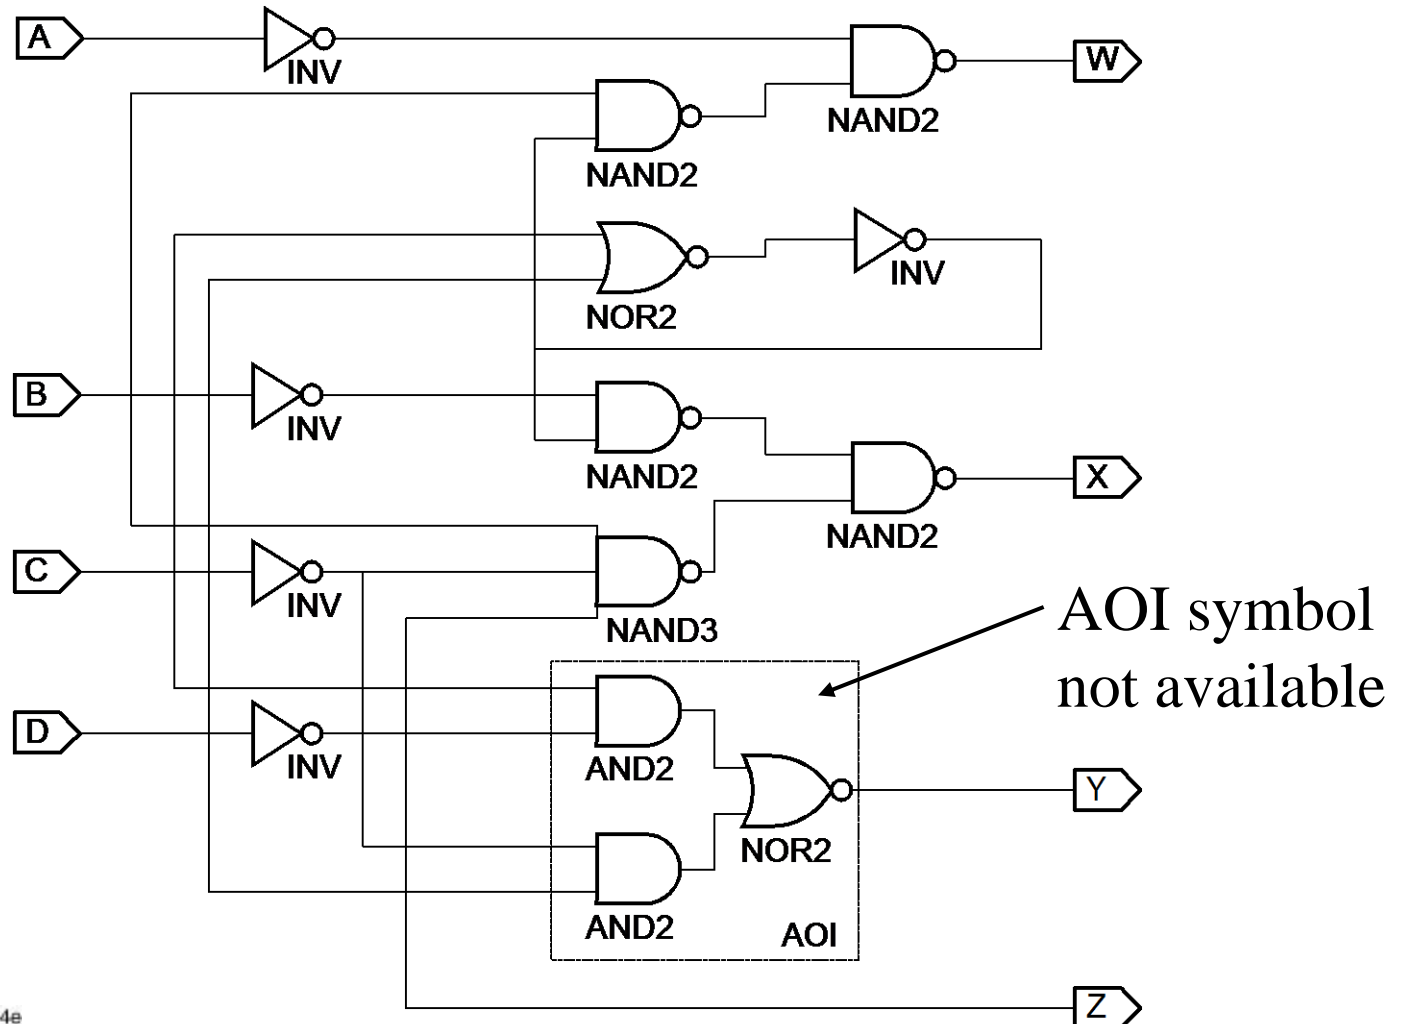 A
INV
NAND2
W
NAND2
NOR2
INV
B
INV
NAND2
NAND2
X
C
INV
NAND3
AOI symbol
not available
D
INV
AND2
NOR2
Y
AND2
AOI
Z
4e